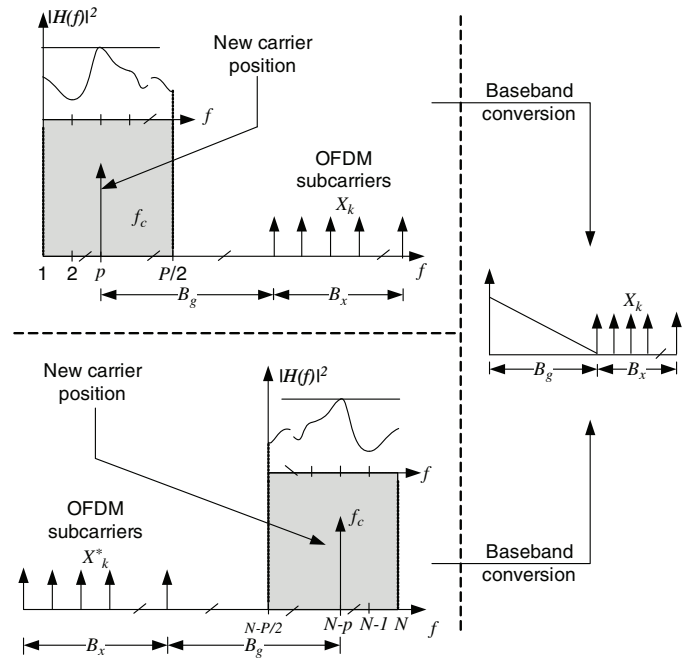 |H(f)|²
New carrier
position
f
OFDM
subcarriers
X_k
f_c
1 2 p P/2 f
B_g B_x
Baseband
conversion
X_k
B_g B_x
New carrier
position
|H(f)|²
f
OFDM
subcarriers
X*_k
f_c
N-P/2 N-p N-1 N f
B_x B_g
Baseband
conversion